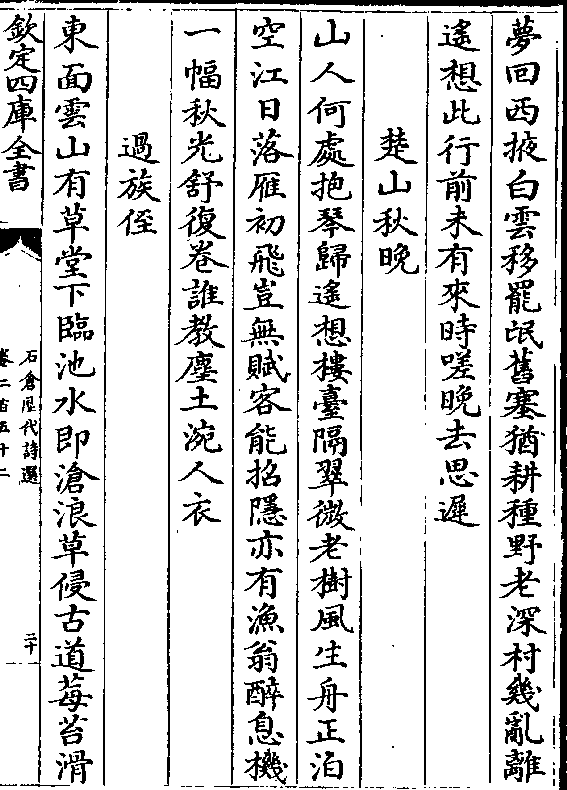 夢回西掖白雲移罷氓舊塞猶耕種野老深村幾亂離
遙想此行前未有來時嗟晚去思遲
楚山秋晚
山人何處抱琴歸遙想樓臺隔翠微老樹風生舟正泊
空江日落雁初飛豈無賦客能招隱亦有漁翁醉息機
一幅秋光舒復卷誰教塵土涴人衣
過族侄
東面雲山有草堂下臨池水即滄浪草侵古道莓苔滑
欽定四庫全書
石倉歷代詩選
卷二百五十二
二十